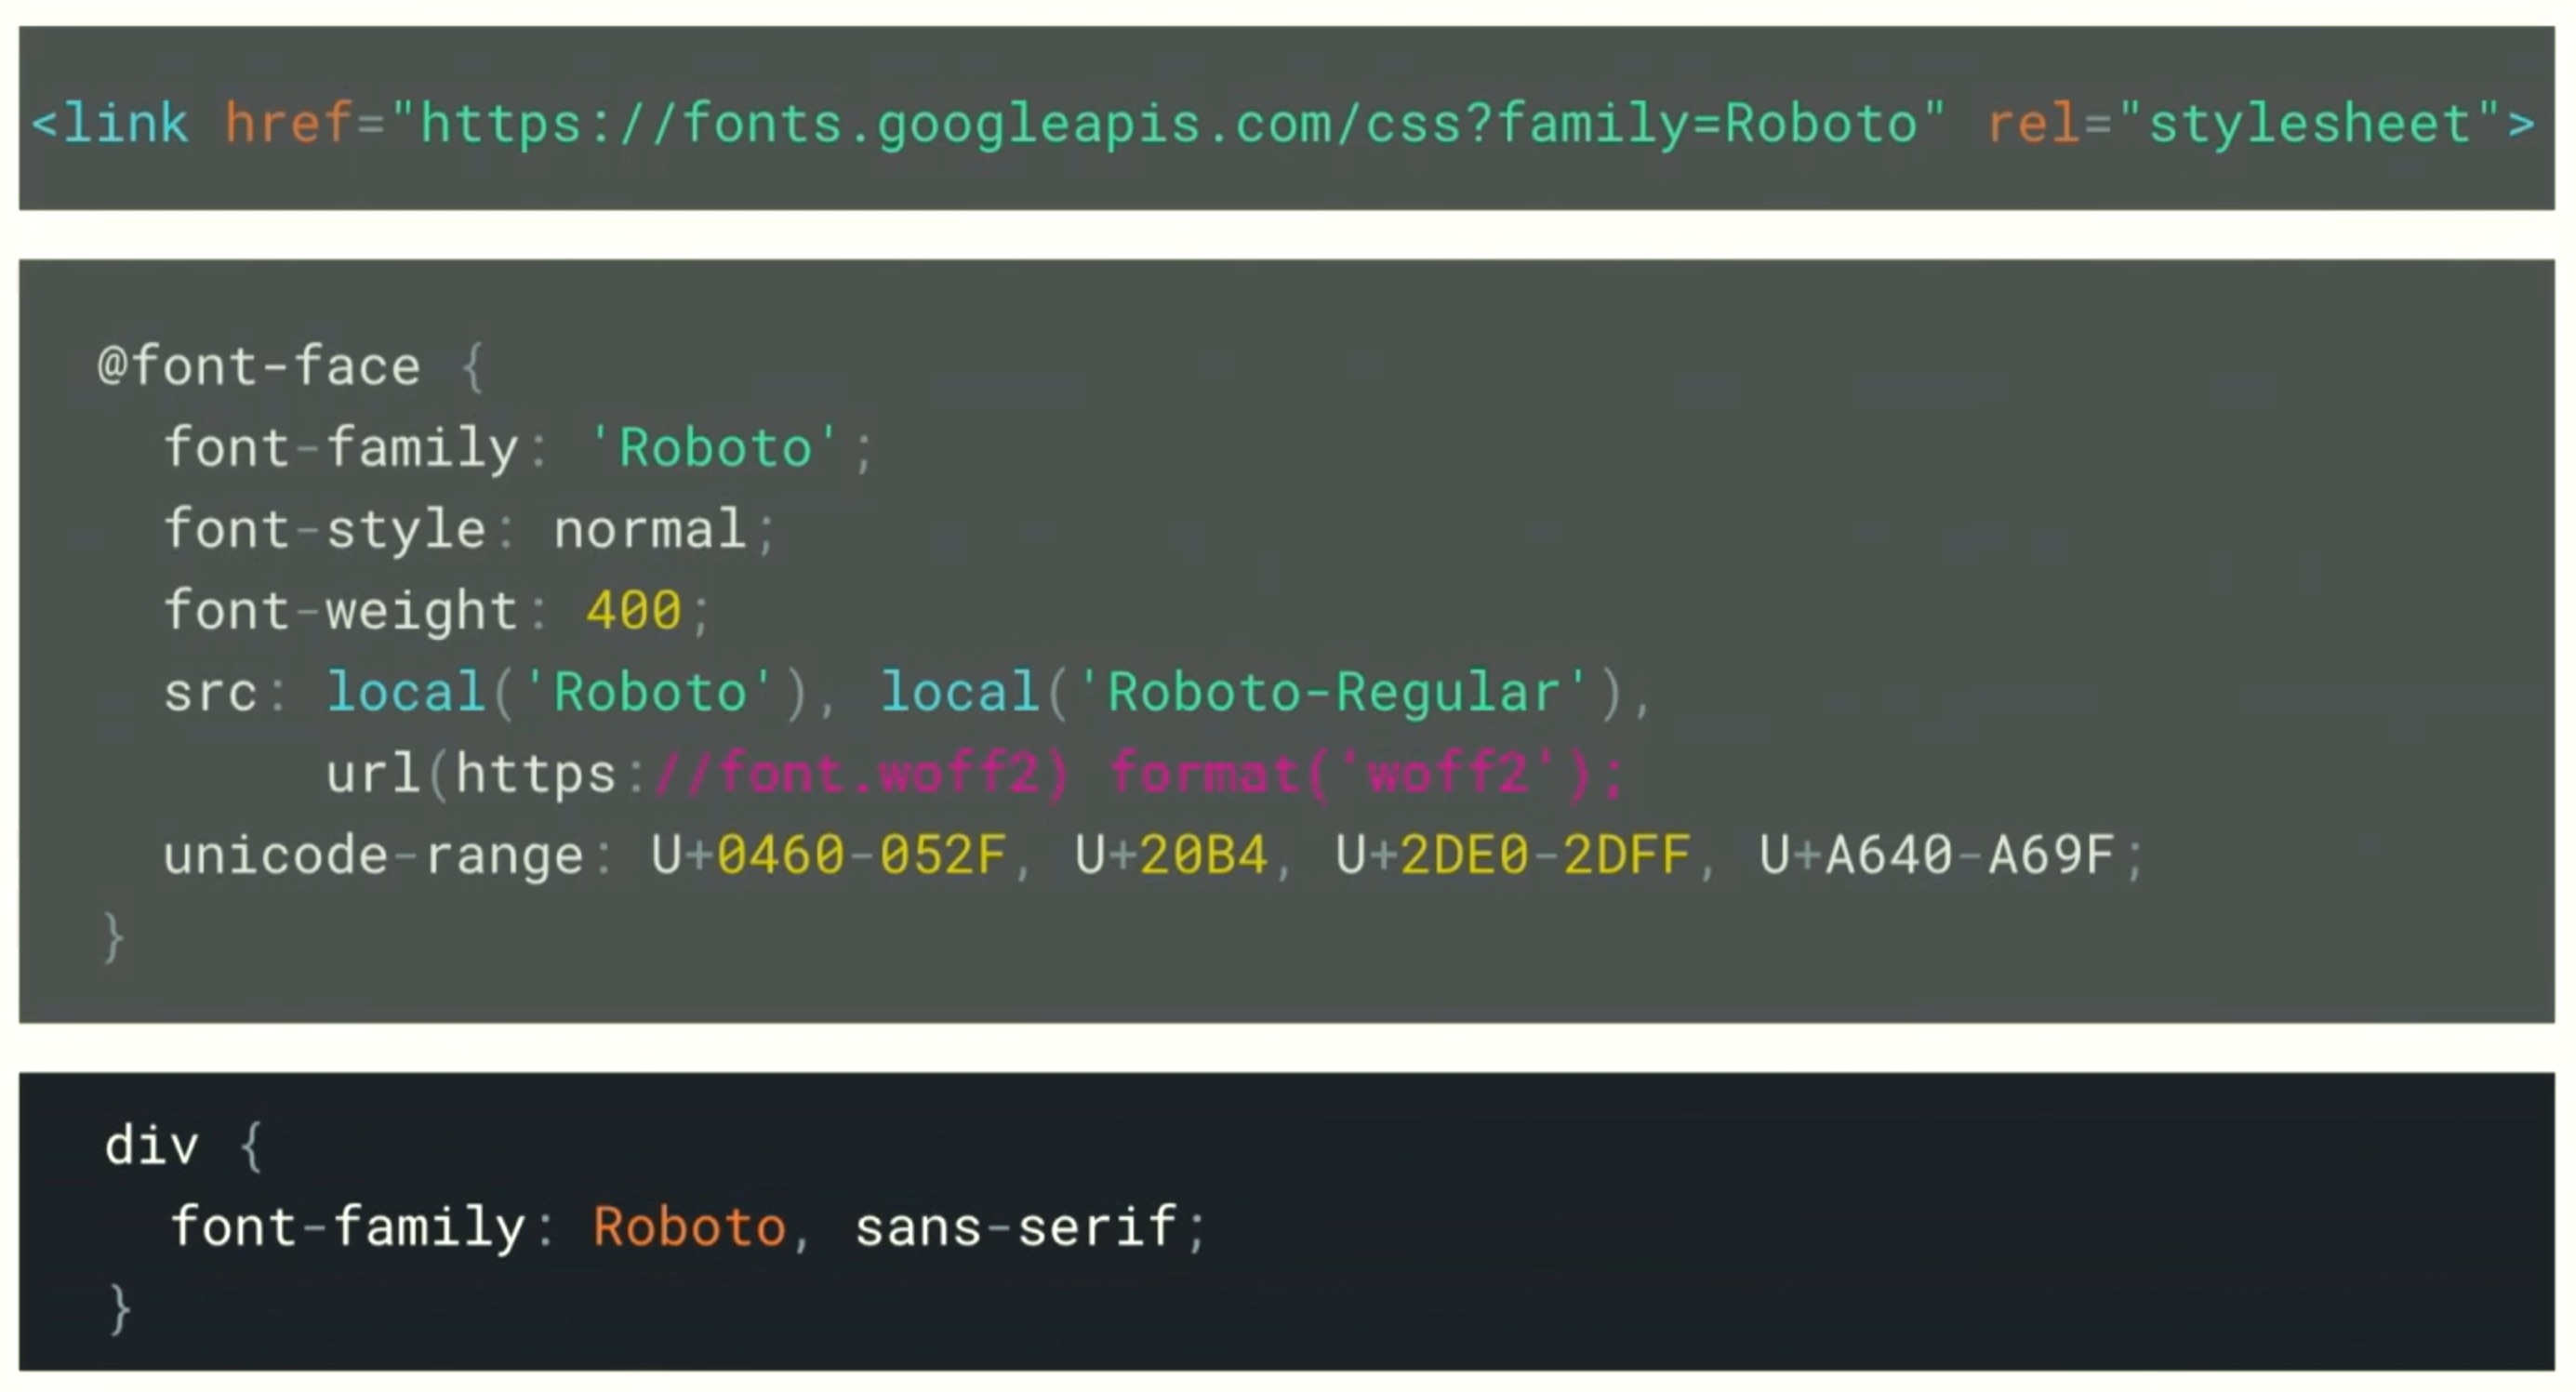 <link href="https://fonts.googleapis.com/css?family=Roboto" rel="stylesheet">
@font-face {
font-family: 'Roboto';
font-style: normal;
font-weight: 400;
src: local('Roboto'), local('Roboto-Regular'),
url(https://font.woff2) format('woff2');
unicode-range: U+0460-052F, U+20B4, U+2DE0-2DFF, U+A640-A69F;
}
div {
font-family: Roboto, sans-serif;
}